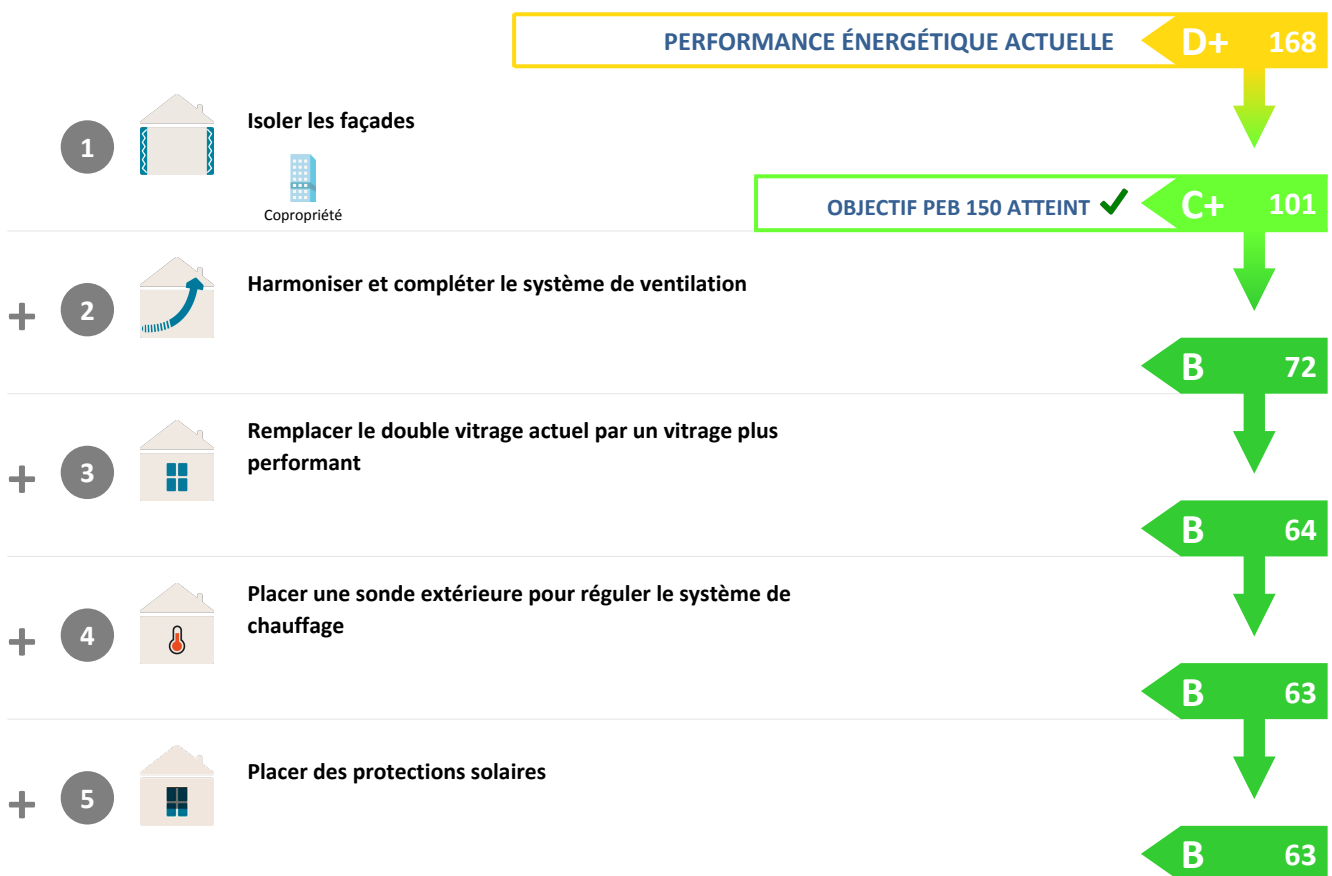 PERFORMANCE ÉNERGÉTIQUE ACTUELLE D+ 168
1 Isoler les façades
Copropriété
OBJECTIF PEB 150 ATTEINT ✔ C+ 101
+ 2 Harmoniser et compléter le système de ventilation
B 72
+ 3 Remplacer le double vitrage actuel par un vitrage plus
performant
B 64
+ 4 Placer une sonde extérieure pour réguler le système de
chauffage
B 63
+ 5 Placer des protections solaires
B 63